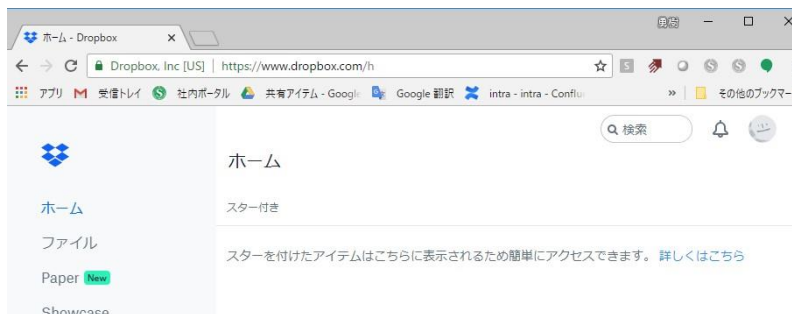 ホーム - Dropbox
Dropbox, Inc [US] | https://www.dropbox.com/h
アプリ 受信トレイ 社内ポータル 共有アイテム - Google Google 翻訳 intra - intra - Conflu » その他のブックマー
検索
ホーム
ホーム
スター付き
ファイル
スターを付けたアイテムはこちらに表示されるため簡単にアクセスできます。 詳しくはこちら
Paper New
Showcase